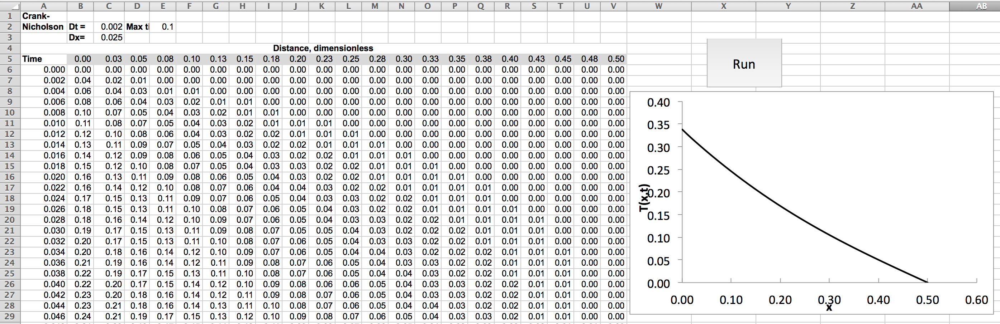 A B C D E F G H I J K L M N O P Q R S T U V W X Y Z AA AB
1 Crank-
2 Nicholson Dt = 0.002 Max ti 0.1
3 Dx= 0.025
4 Distance, dimensionless
5 Time 0.00 0.03 0.05 0.08 0.10 0.13 0.15 0.18 0.20 0.23 0.25 0.28 0.30 0.33 0.35 0.38 0.40 0.43 0.45 0.48 0.50
6 0.000 0.00 0.00 0.00 0.00 0.00 0.00 0.00 0.00 0.00 0.00 0.00 0.00 0.00 0.00 0.00 0.00 0.00 0.00 0.00 0.00 0.00
7 0.002 0.04 0.02 0.01 0.00 0.00 0.00 0.00 0.00 0.00 0.00 0.00 0.00 0.00 0.00 0.00 0.00 0.00 0.00 0.00 0.00 0.00
8 0.004 0.06 0.04 0.03 0.01 0.01 0.00 0.00 0.00 0.00 0.00 0.00 0.00 0.00 0.00 0.00 0.00 0.00 0.00 0.00 0.00 0.00
9 0.006 0.08 0.06 0.04 0.03 0.02 0.01 0.01 0.00 0.00 0.00 0.00 0.00 0.00 0.00 0.00 0.00 0.00 0.00 0.00 0.00 0.00
10 0.008 0.10 0.07 0.05 0.04 0.03 0.02 0.01 0.01 0.00 0.00 0.00 0.00 0.00 0.00 0.00 0.00 0.00 0.00 0.00 0.00 0.00
11 0.010 0.11 0.08 0.07 0.05 0.04 0.03 0.02 0.01 0.01 0.01 0.00 0.00 0.00 0.00 0.00 0.00 0.00 0.00 0.00 0.00 0.00
12 0.012 0.12 0.10 0.08 0.06 0.04 0.03 0.02 0.02 0.01 0.01 0.01 0.00 0.00 0.00 0.00 0.00 0.00 0.00 0.00 0.00 0.00
13 0.014 0.13 0.11 0.09 0.07 0.05 0.04 0.03 0.02 0.02 0.01 0.01 0.01 0.00 0.00 0.00 0.00 0.00 0.00 0.00 0.00 0.00
14 0.016 0.14 0.12 0.09 0.08 0.06 0.05 0.04 0.03 0.02 0.02 0.01 0.01 0.01 0.00 0.00 0.00 0.00 0.00 0.00 0.00 0.00
15 0.018 0.15 0.12 0.10 0.08 0.07 0.05 0.04 0.03 0.03 0.02 0.02 0.01 0.01 0.01 0.00 0.00 0.00 0.00 0.00 0.00 0.00
16 0.020 0.16 0.13 0.11 0.09 0.08 0.06 0.05 0.04 0.03 0.02 0.02 0.01 0.01 0.01 0.01 0.00 0.00 0.00 0.00 0.00 0.00
17 0.022 0.16 0.14 0.12 0.10 0.08 0.07 0.06 0.04 0.04 0.03 0.02 0.02 0.01 0.01 0.01 0.01 0.00 0.00 0.00 0.00 0.00
18 0.024 0.17 0.15 0.13 0.11 0.09 0.07 0.06 0.05 0.04 0.03 0.03 0.02 0.02 0.01 0.01 0.01 0.00 0.00 0.00 0.00 0.00
19 0.026 0.18 0.15 0.13 0.11 0.10 0.08 0.07 0.06 0.05 0.04 0.03 0.02 0.02 0.01 0.01 0.01 0.01 0.00 0.00 0.00 0.00
20 0.028 0.18 0.16 0.14 0.12 0.10 0.09 0.07 0.06 0.05 0.04 0.03 0.03 0.02 0.02 0.01 0.01 0.01 0.01 0.00 0.00 0.00
21 0.030 0.19 0.17 0.15 0.13 0.11 0.09 0.08 0.07 0.05 0.05 0.04 0.03 0.02 0.02 0.02 0.01 0.01 0.01 0.00 0.00 0.00
22 0.032 0.20 0.17 0.15 0.13 0.11 0.10 0.08 0.07 0.06 0.05 0.04 0.03 0.03 0.02 0.02 0.01 0.01 0.01 0.00 0.00 0.00
23 0.034 0.20 0.18 0.16 0.14 0.12 0.10 0.09 0.07 0.06 0.05 0.04 0.04 0.03 0.02 0.02 0.02 0.01 0.01 0.01 0.00 0.00
24 0.036 0.21 0.19 0.16 0.14 0.12 0.11 0.09 0.08 0.07 0.06 0.05 0.04 0.03 0.03 0.02 0.02 0.01 0.01 0.01 0.00 0.00
25 0.038 0.22 0.19 0.17 0.15 0.13 0.11 0.10 0.08 0.07 0.06 0.05 0.04 0.04 0.03 0.02 0.02 0.01 0.01 0.01 0.00 0.00
26 0.040 0.22 0.20 0.17 0.15 0.14 0.12 0.10 0.09 0.08 0.06 0.06 0.05 0.04 0.03 0.03 0.02 0.02 0.01 0.01 0.00 0.00
27 0.042 0.23 0.20 0.18 0.16 0.14 0.12 0.11 0.09 0.08 0.07 0.06 0.05 0.04 0.03 0.03 0.02 0.02 0.01 0.01 0.00 0.00
28 0.044 0.23 0.21 0.18 0.16 0.14 0.13 0.11 0.10 0.08 0.07 0.06 0.05 0.04 0.04 0.03 0.02 0.02 0.01 0.01 0.00 0.00
29 0.046 0.24 0.21 0.19 0.17 0.15 0.13 0.12 0.10 0.09 0.08 0.07 0.06 0.05 0.04 0.03 0.03 0.02 0.01 0.01 0.00 0.00
Run
0.40
0.35
0.30
0.25
0.20
0.15
0.10
0.05
0.00
T(x,t)
0.00 0.10 0.20 0.30 0.40 0.50 0.60
x